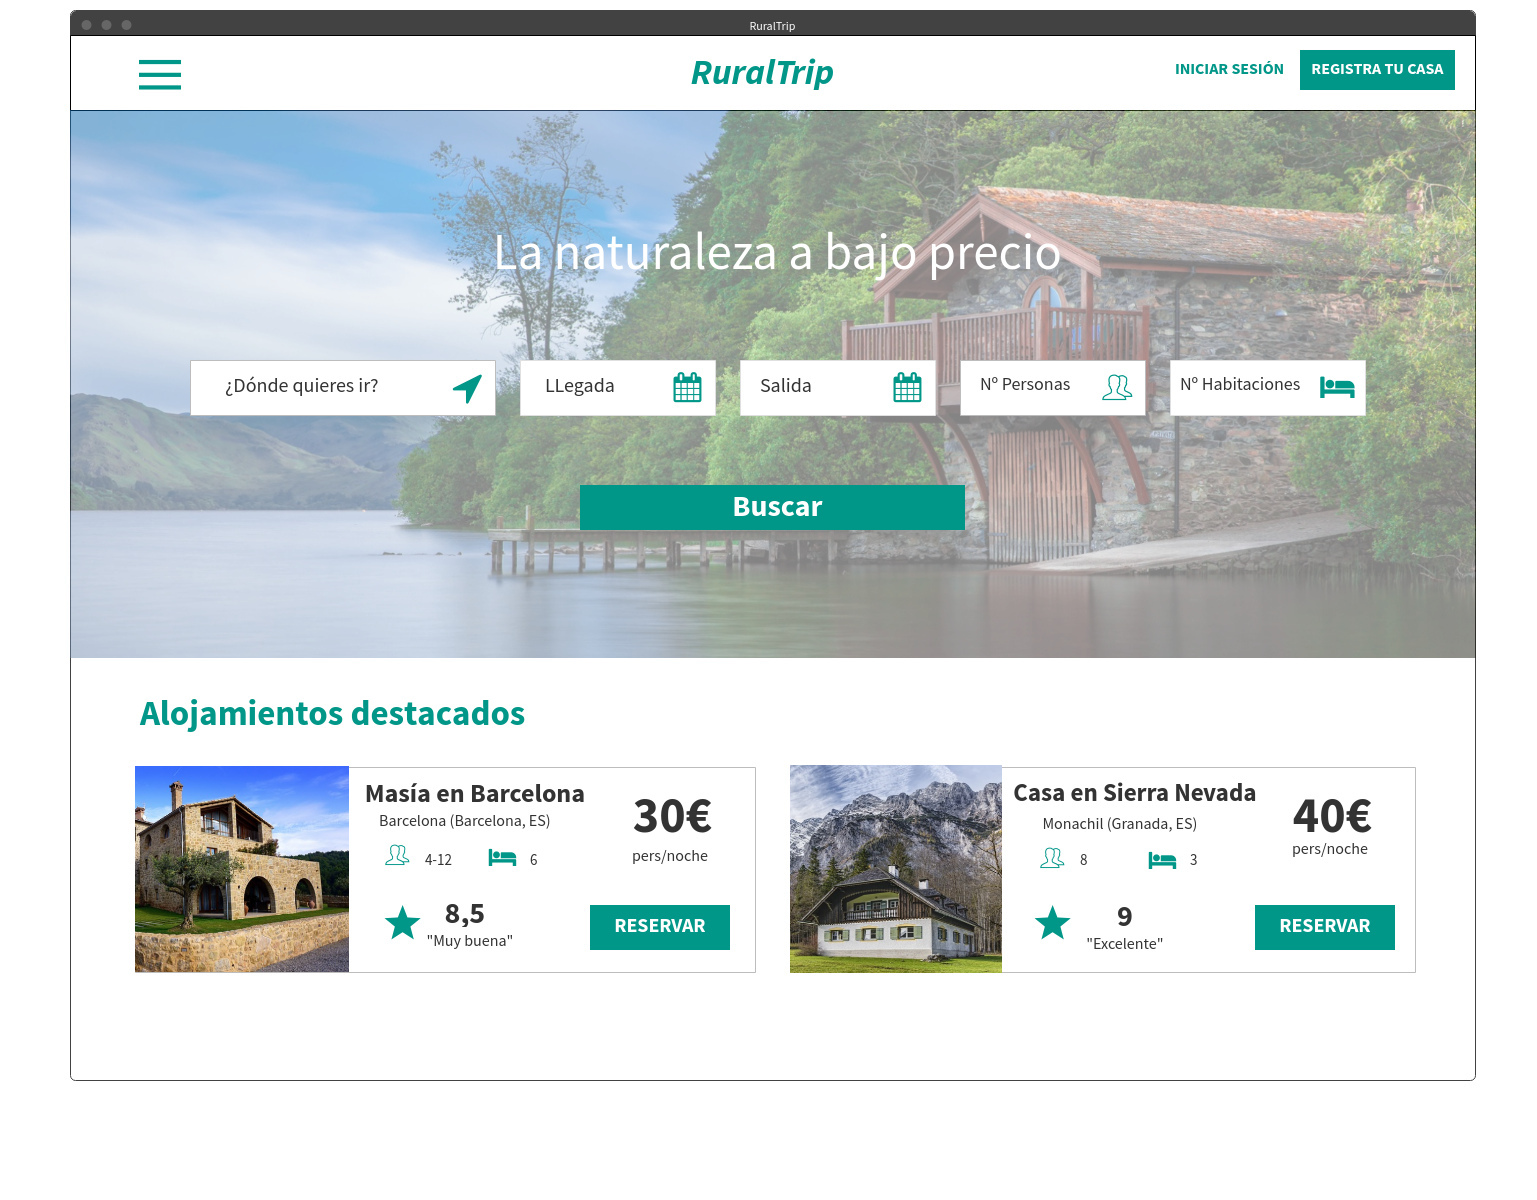 RuralTrip
RuralTrip
INICIAR SESIÓN
REGISTRA TU CASA
La naturaleza a bajo precio
¿Dónde quieres ir?
LLegada
Salida
Nº Personas
Nº Habitaciones
Buscar
Alojamientos destacados
Masía en Barcelona
Barcelona (Barcelona, ES)
4-12
6
8,5
"Muy buena"
30€
pers/noche
RESERVAR
Casa en Sierra Nevada
Monachil (Granada, ES)
8
3
9
"Excelente"
40€
pers/noche
RESERVAR